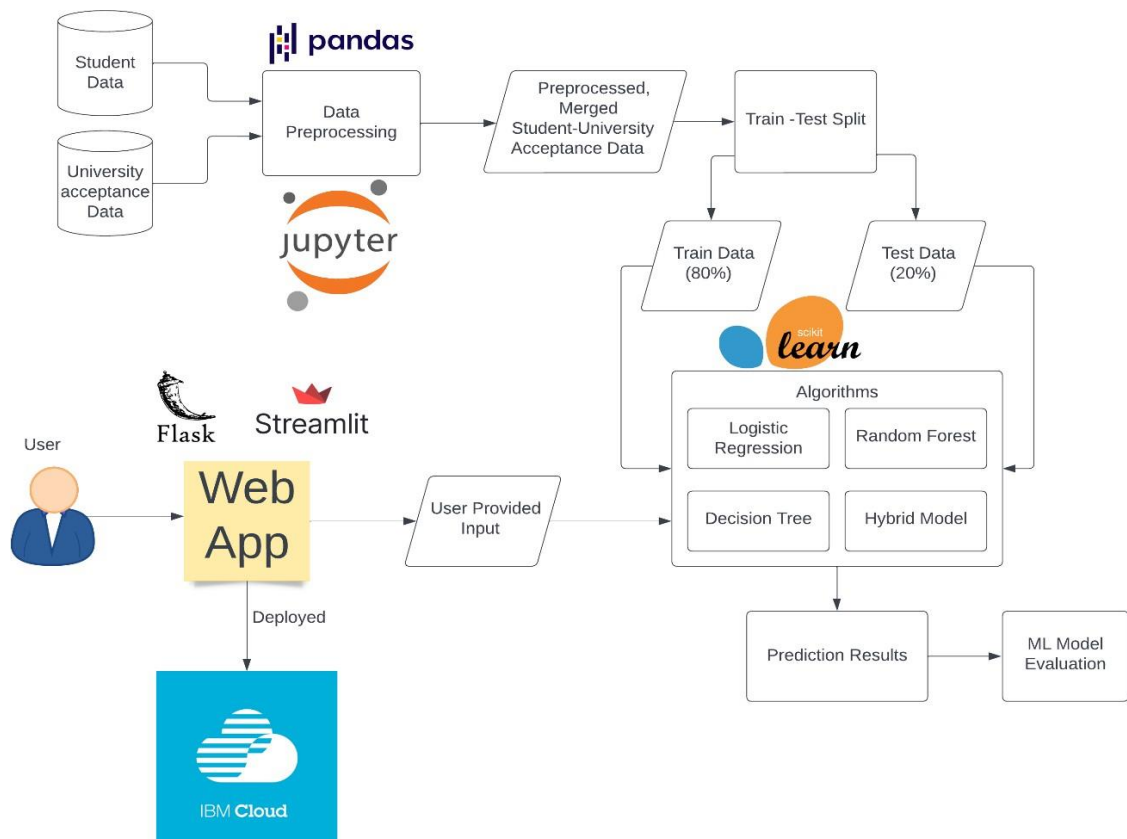 Student
Data
pandas
Data
Preprocessing
Preprocessed,
Merged
Student-University
Acceptance Data
Train -Test Split
University
acceptance
Data
jupyter
Train Data
(80%)
Test Data
(20%)
scikit
learn
Algorithms
Logistic
Regression
Random Forest
Decision Tree
Hybrid Model
Flask
Streamlit
User
Web
App
User Provided
Input
Deployed
Prediction Results
ML Model
Evaluation
IBM Cloud